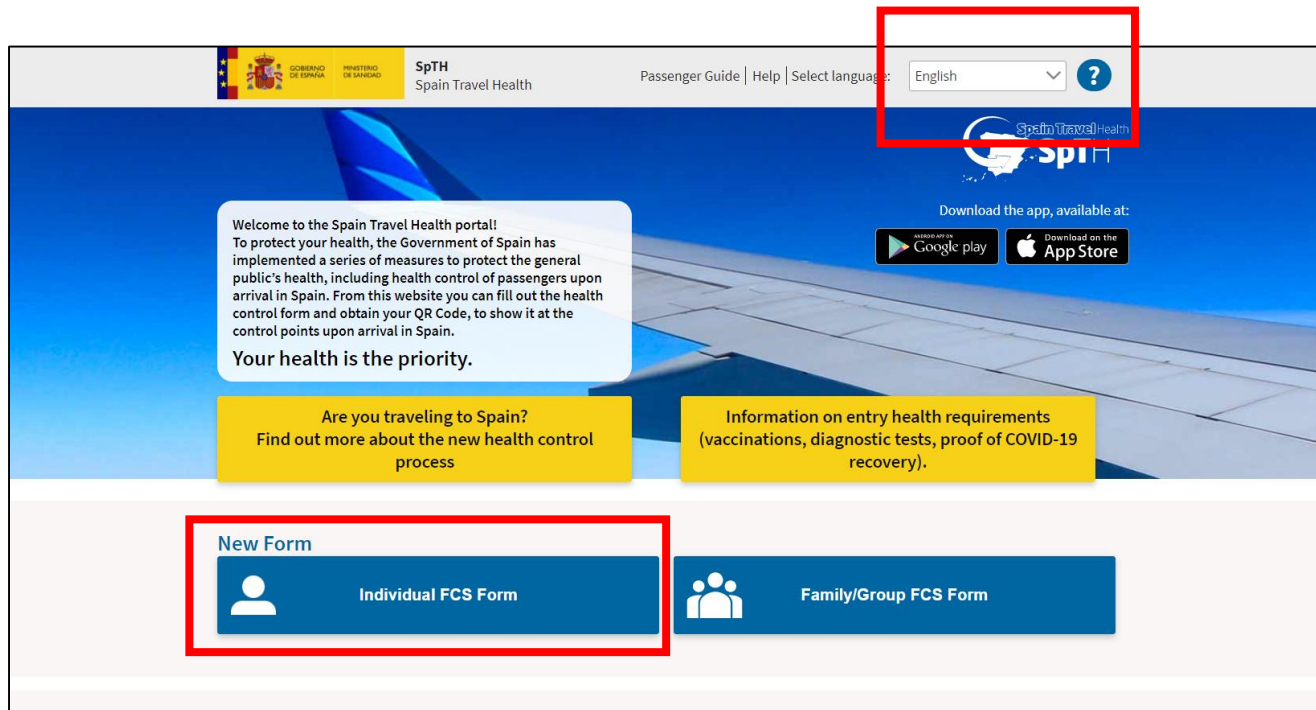 GOBIERNO
DE ESPAÑA
MINISTERIO
DE SANIDAD
SpTH
Spain Travel Health
Passenger Guide | Help | Select language:
English
?
Spain Travel Health
SpTH
Download the app, available at:
ANDROID APP ON
Google play
Download on the
App Store
Welcome to the Spain Travel Health portal!
To protect your health, the Government of Spain has
implemented a series of measures to protect the general
public's health, including health control of passengers upon
arrival in Spain. From this website you can fill out the health
control form and obtain your QR Code, to show it at the
control points upon arrival in Spain.
Your health is the priority.
Are you traveling to Spain?
Find out more about the new health control
process
Information on entry health requirements
(vaccinations, diagnostic tests, proof of COVID-19
recovery).
New Form
Individual FCS Form
Family/Group FCS Form